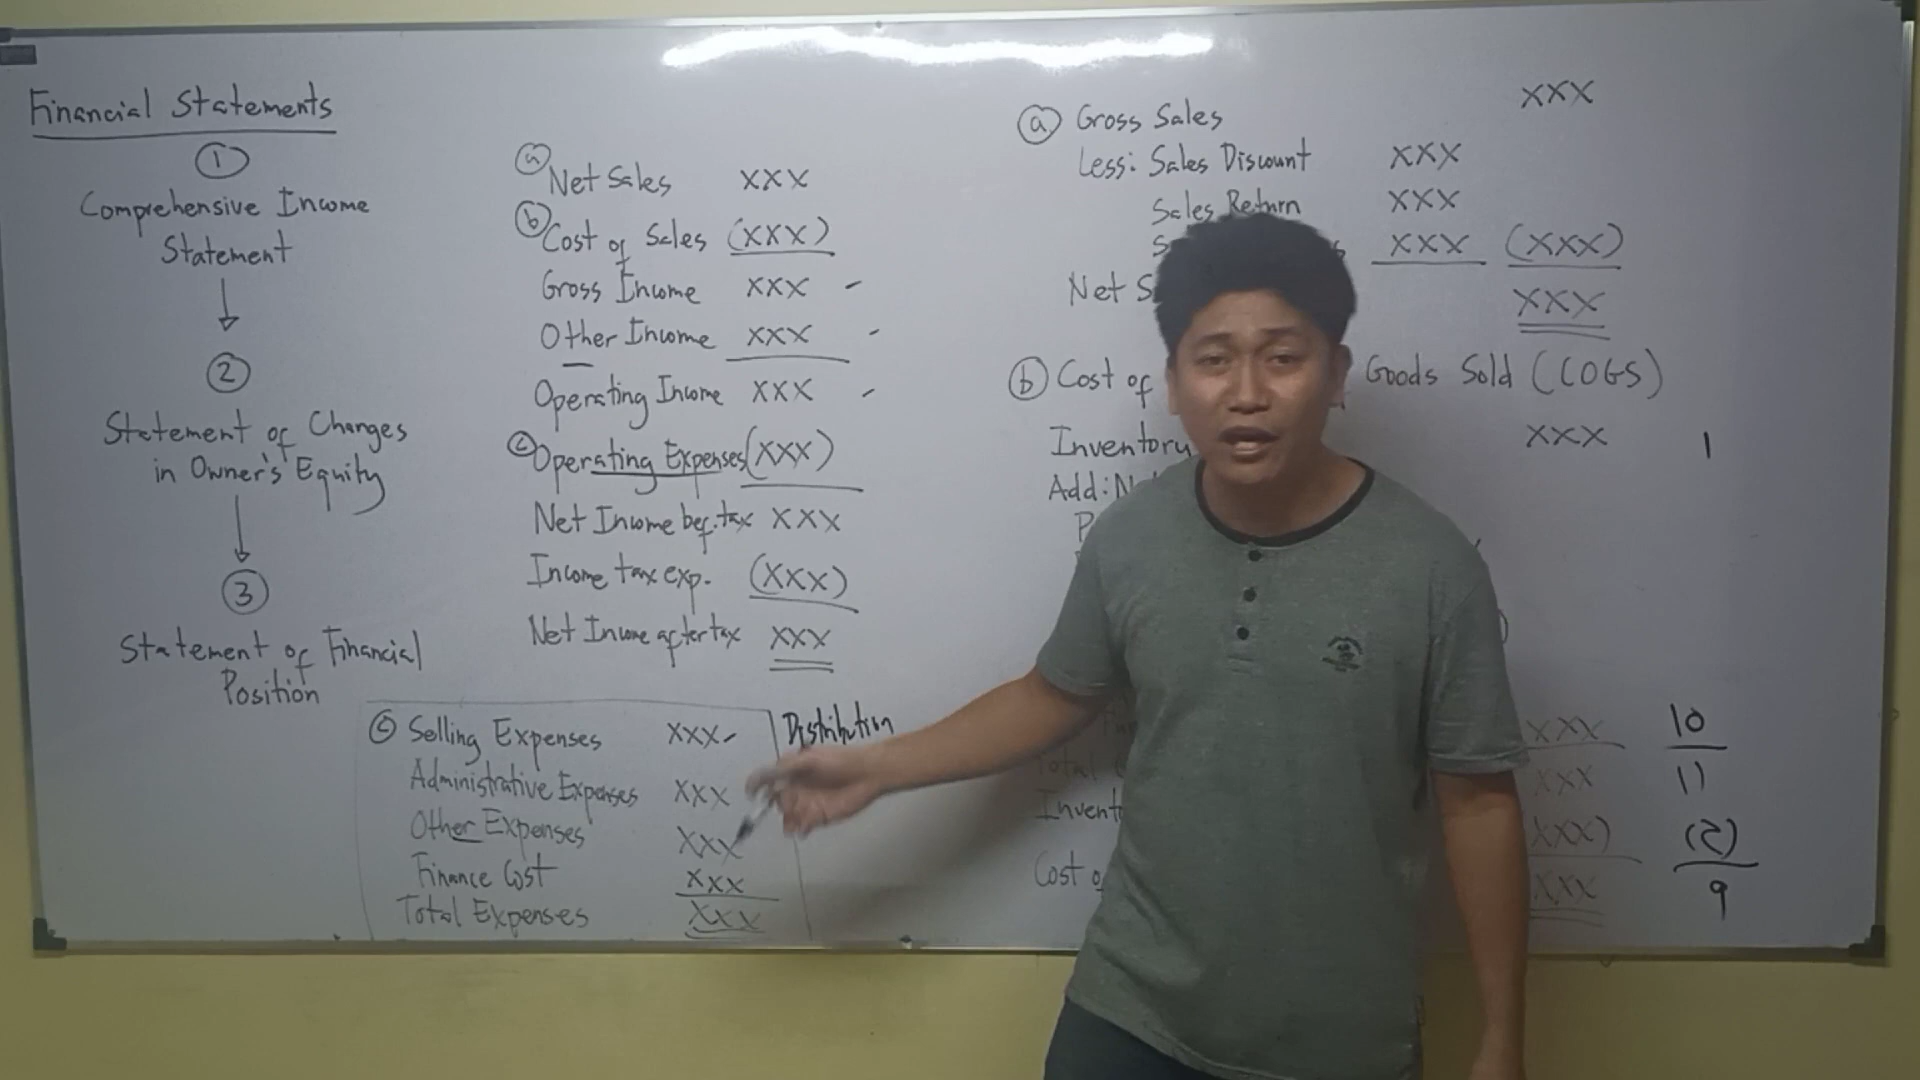 Financial Statements
1
Comprehensive Income
Statement
2
Statement of Changes
in Owner's Equity
3
Statement of Financial
Position
a Net Sales XXX
b Cost of Sales (XXX)
Gross Income XXX -
Other Income XXX -
Operating Income XXX -
c Operating Expenses (XXX)
Net Income bef. tax XXX
Income tax exp. (XXX)
Net Income after tax XXX
c Selling Expenses XXX - Distribution
Administrative Expenses XXX
Other Expenses XXX
Finance Cost XXX
Total Expenses XXX
a Gross Sales XXX
Less: Sales Discount XXX
Sales Return XXX
XXX (XXX)
Net XXX
b Cost of Goods Sold (COGS)
Inventory XXX 1
Add:
XXX 10
Total XXX 11
XXX) (2)
Cost XXX 9